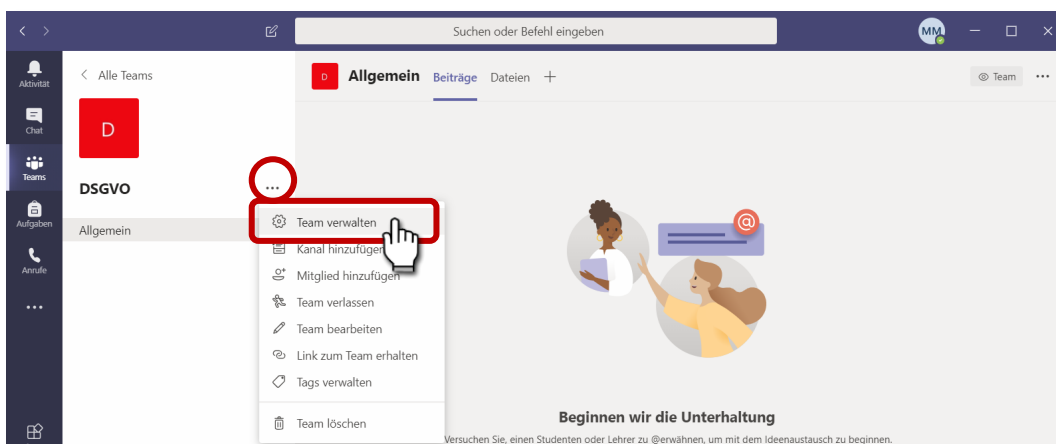 Suchen oder Befehl eingeben
MM
Aktivität
Chat
Teams
Aufgaben
Anrufe
Alle Teams
D
DSGVO
...
Allgemein
D Allgemein Beiträge Dateien +
Team ...
Team verwalten
Kanal hinzufügen
Mitglied hinzufügen
Team verlassen
Team bearbeiten
Link zum Team erhalten
Tags verwalten
Team löschen
@
Beginnen wir die Unterhaltung
Versuchen Sie, einen Studenten oder Lehrer zu @erwähnen, um mit dem Ideenaustausch zu beginnen.